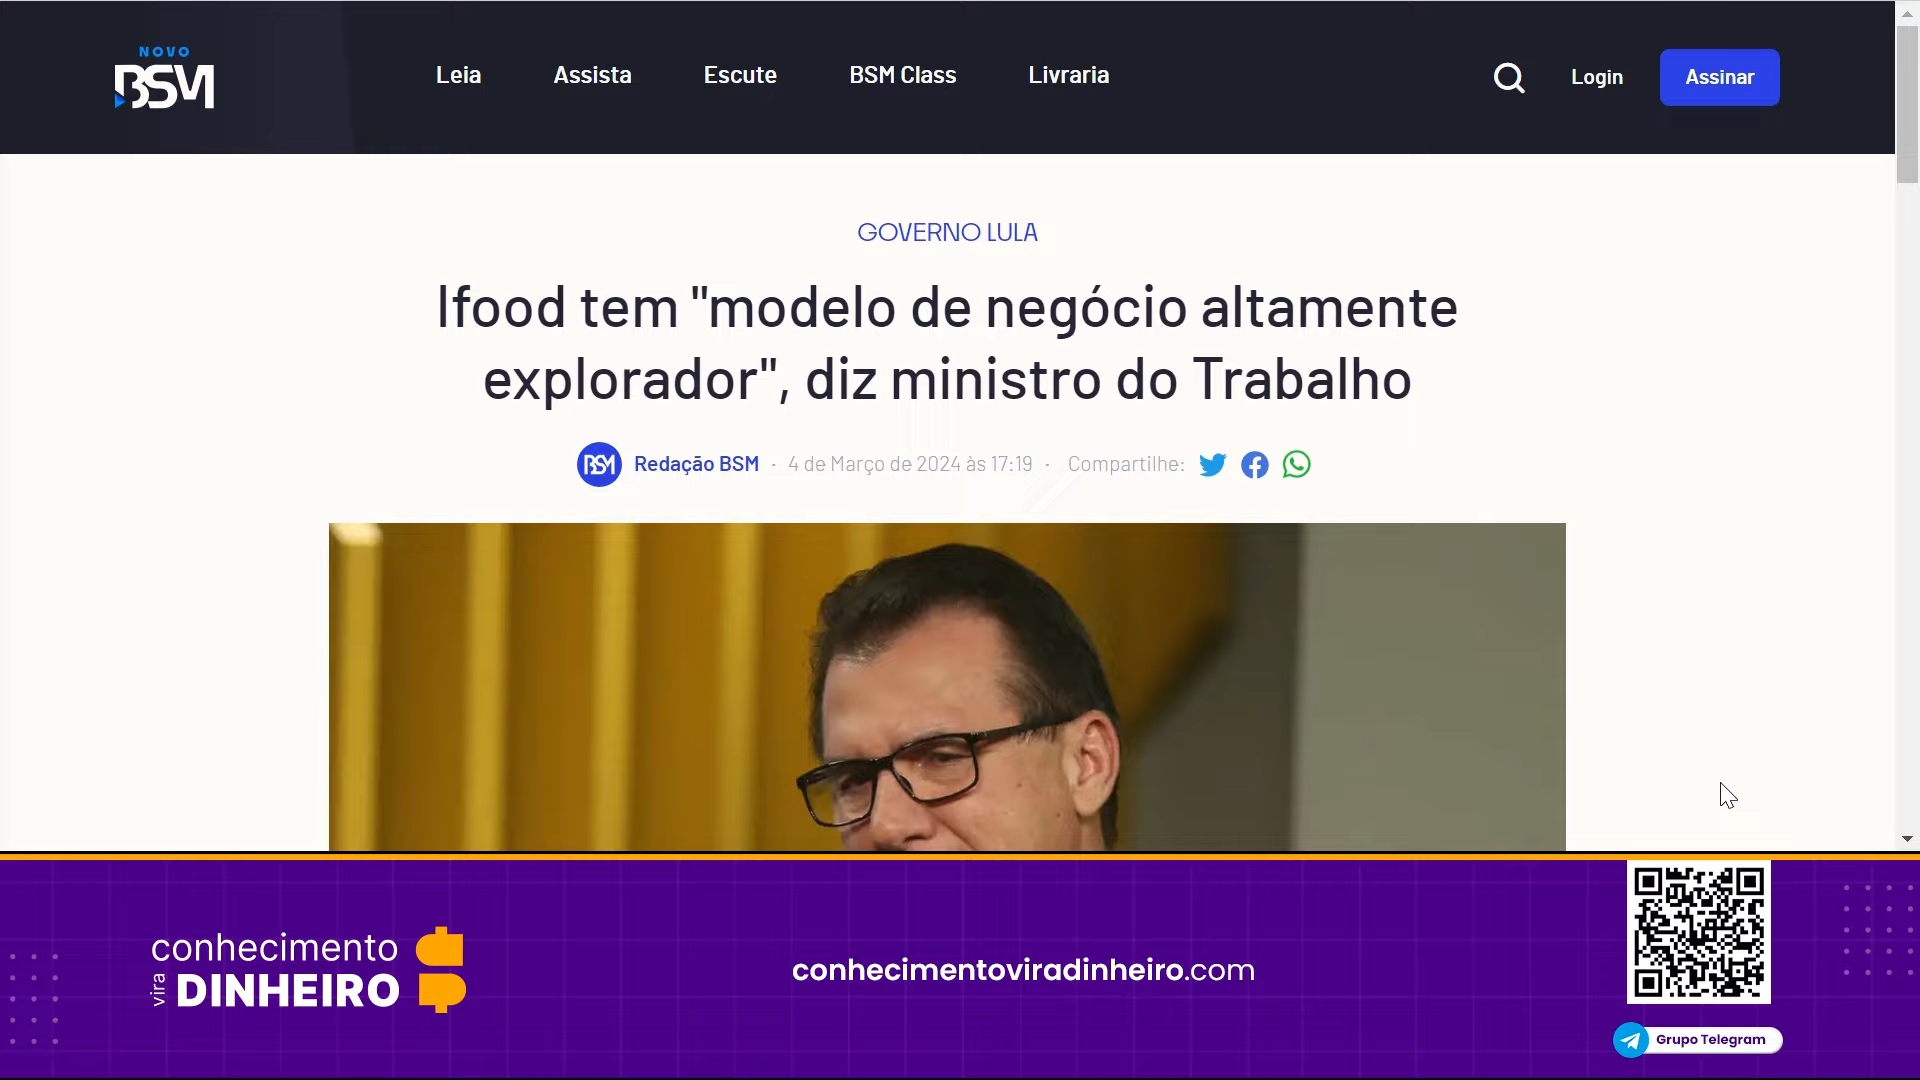 NOVO
BSM
Leia
Assista
Escute
BSM Class
Livraria
Login
Assinar
GOVERNO LULA
Ifood tem "modelo de negócio altamente
explorador", diz ministro do Trabalho
BSM
Redação BSM · 4 de Março de 2024 às 17:19 · Compartilhe:
conhecimento
vira DINHEIRO
conhecimentoviradinheiro.com
Grupo Telegram